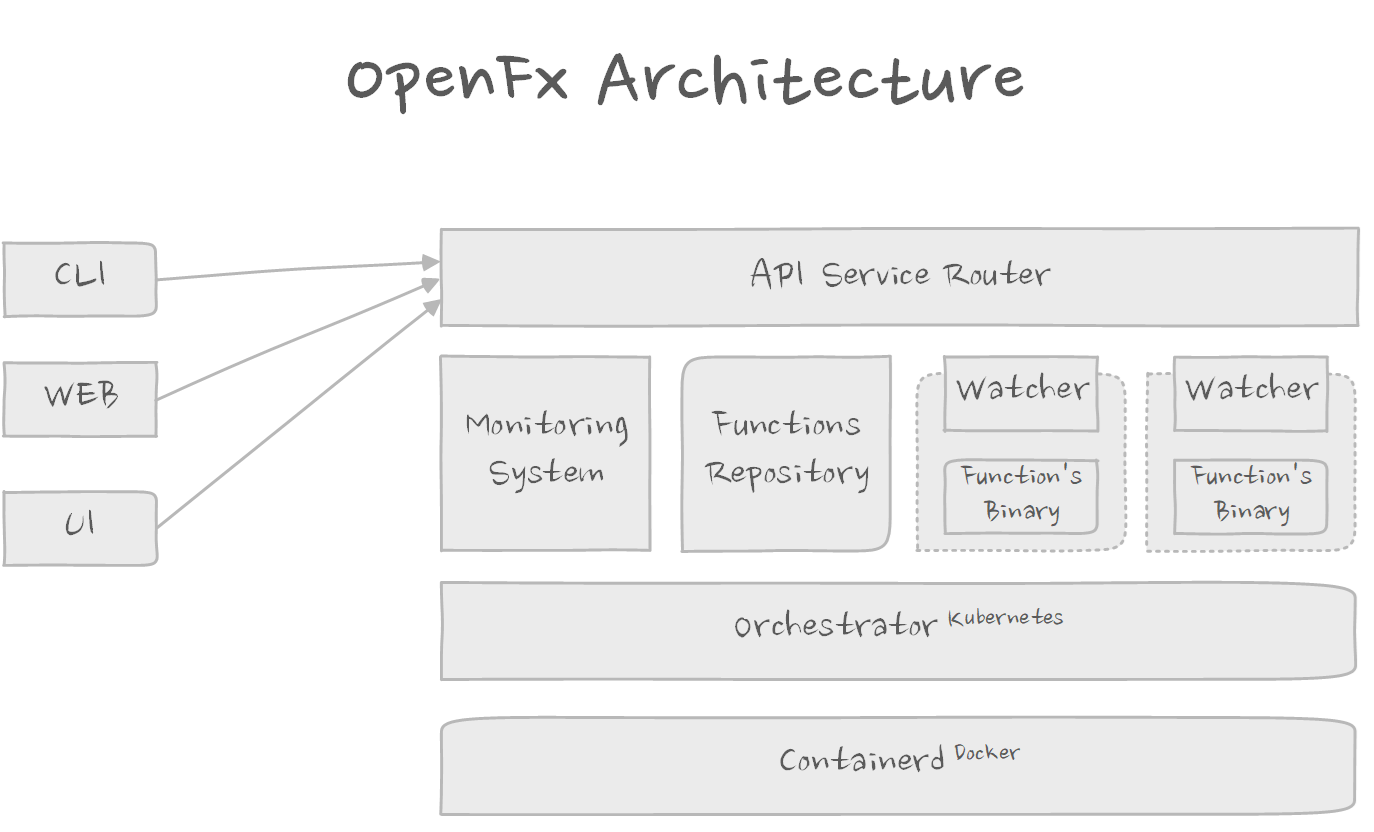 OpenFx Architecture
CLI
WEB
UI
API Service Router
Monitoring
System
Functions
Repository
Watcher
Function's
Binary
Watcher
Function's
Binary
Orchestrator Kubernetes
Containerd Docker